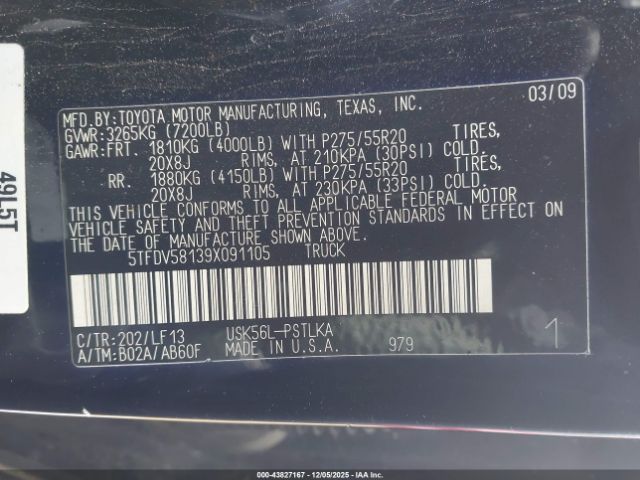 MFD.BY:TOYOTA MOTOR MANUFACTURING, TEXAS, INC. 03/09
GVWR:3265KG (7200LB)
GAWR:FRT. 1810KG (4000LB) WITH P275/55R20 TIRES,
20X8J RIMS, AT 210KPA (30PSI) COLD.
RR. 1880KG (4150LB) WITH P275/55R20 TIRES,
20X8J RIMS, AT 230KPA (33PSI) COLD.
THIS VEHICLE CONFORMS TO ALL APPLICABLE FEDERAL MOTOR
VEHICLE SAFETY AND THEFT PREVENTION STANDARDS IN EFFECT ON
THE DATE OF MANUFACTURE SHOWN ABOVE.
5TFDV58139X091105 TRUCK
C/TR:202/LF13 USK56L-PSTLKA
A/TM:B02A/AB60F MADE IN U.S.A. 979 1
49L5T
000-43827167 - 12/05/2025 - IAAI.COM